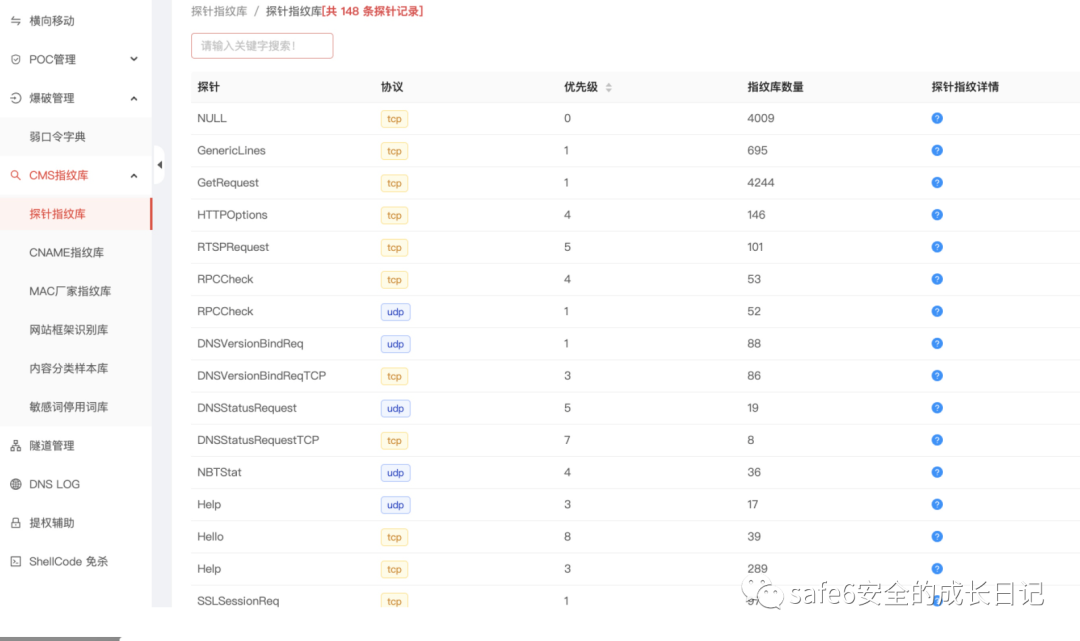 横向移动
POC管理
爆破管理
弱口令字典
CMS指纹库
探针指纹库
CNAME指纹库
MAC厂家指纹库
网站框架识别库
内容分类样本库
敏感词停用词库
隧道管理
DNS LOG
提权辅助
ShellCode 免杀
探针指纹库 / 探针指纹库[共 148 条探针记录]
请输入关键字搜索!
探针 协议 优先级 指纹库数量 探针指纹详情
NULL tcp 0 4009
GenericLines tcp 1 695
GetRequest tcp 1 4244
HTTPOptions tcp 4 146
RTSPRequest tcp 5 101
RPCCheck tcp 4 53
RPCCheck udp 1 52
DNSVersionBindReq udp 1 88
DNSVersionBindReqTCP tcp 3 86
DNSStatusRequest udp 5 19
DNSStatusRequestTCP tcp 7 8
NBTStat udp 4 36
Help udp 3 17
Hello tcp 8 39
Help tcp 3 289
SSLSessionReq tcp 1
safe6安全的成长日记